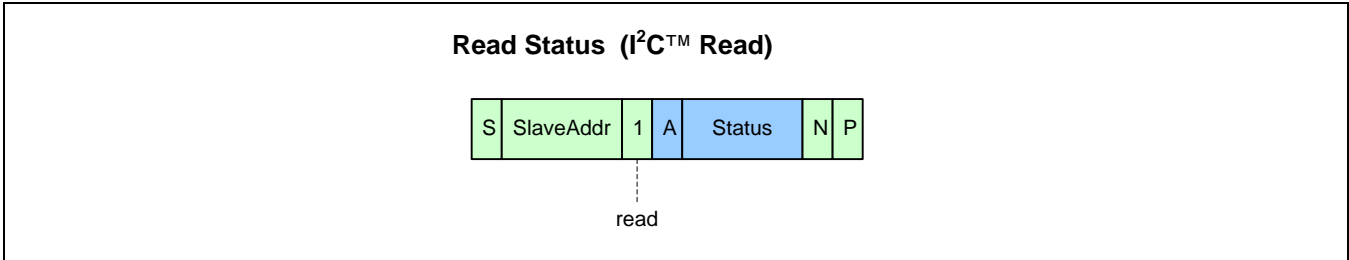 Read Status (I²C™ Read)
S SlaveAddr 1 A Status N P
read